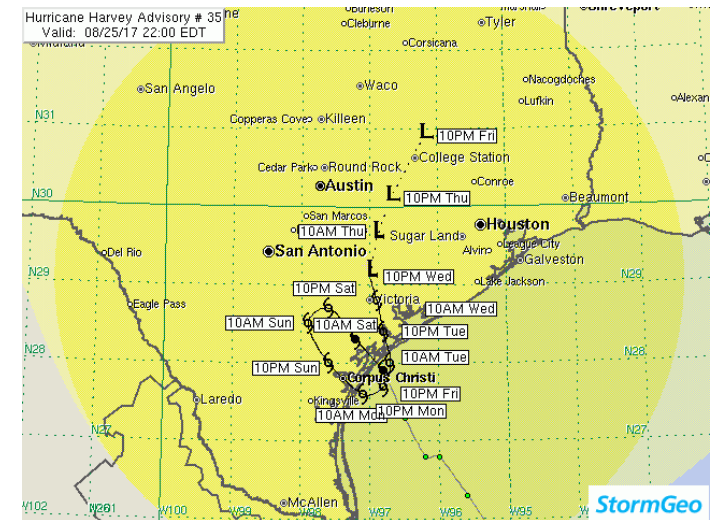 Hurricane Harvey Advisory # 35
Valid: 08/25/17 22:00 EDT
Cleburne
Tyler
Shreveport
Corsicana
Nacogdoches
San Angelo
Waco
Lufkin
Alexan
N31
Copperas Cove
Killeen
10PM Fri
College Station
Cedar Park
Round Rock
Austin
Conroe
N30
10PM Thu
Beaumont
San Marcos
10AM Thu
Sugar Land
Houston
San Antonio
Alvin
League City
Del Rio
Galveston
N29
10PM Wed
N29
Lake Jackson
10PM Sat
Victoria
Eagle Pass
10AM Wed
10AM Sun
10AM Sat
10PM Tue
N28
10AM Tue
N28
10PM Sun
Corpus Christi
Laredo
Kingsville
10PM Fri
10AM Mon
10PM Mon
N27
N27
McAllen
W102
W100
W99
W98
W97
W96
W95
StormGeo